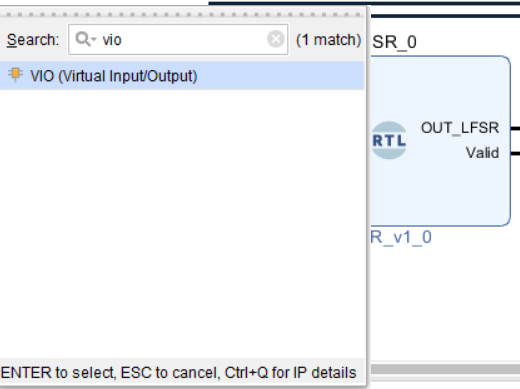 Search: vio (1 match)
VIO (Virtual Input/Output)
ENTER to select, ESC to cancel, Ctrl+Q for IP details
SR_0
RTL
OUT_LFSR
Valid
R_v1_0